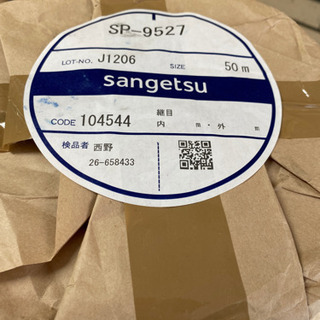 SP-9527
LOT-NO. J1206 SIZE 50m
sangetsu
CODE 104544 継目 内 m・外 m
検品者 西野
26-658433